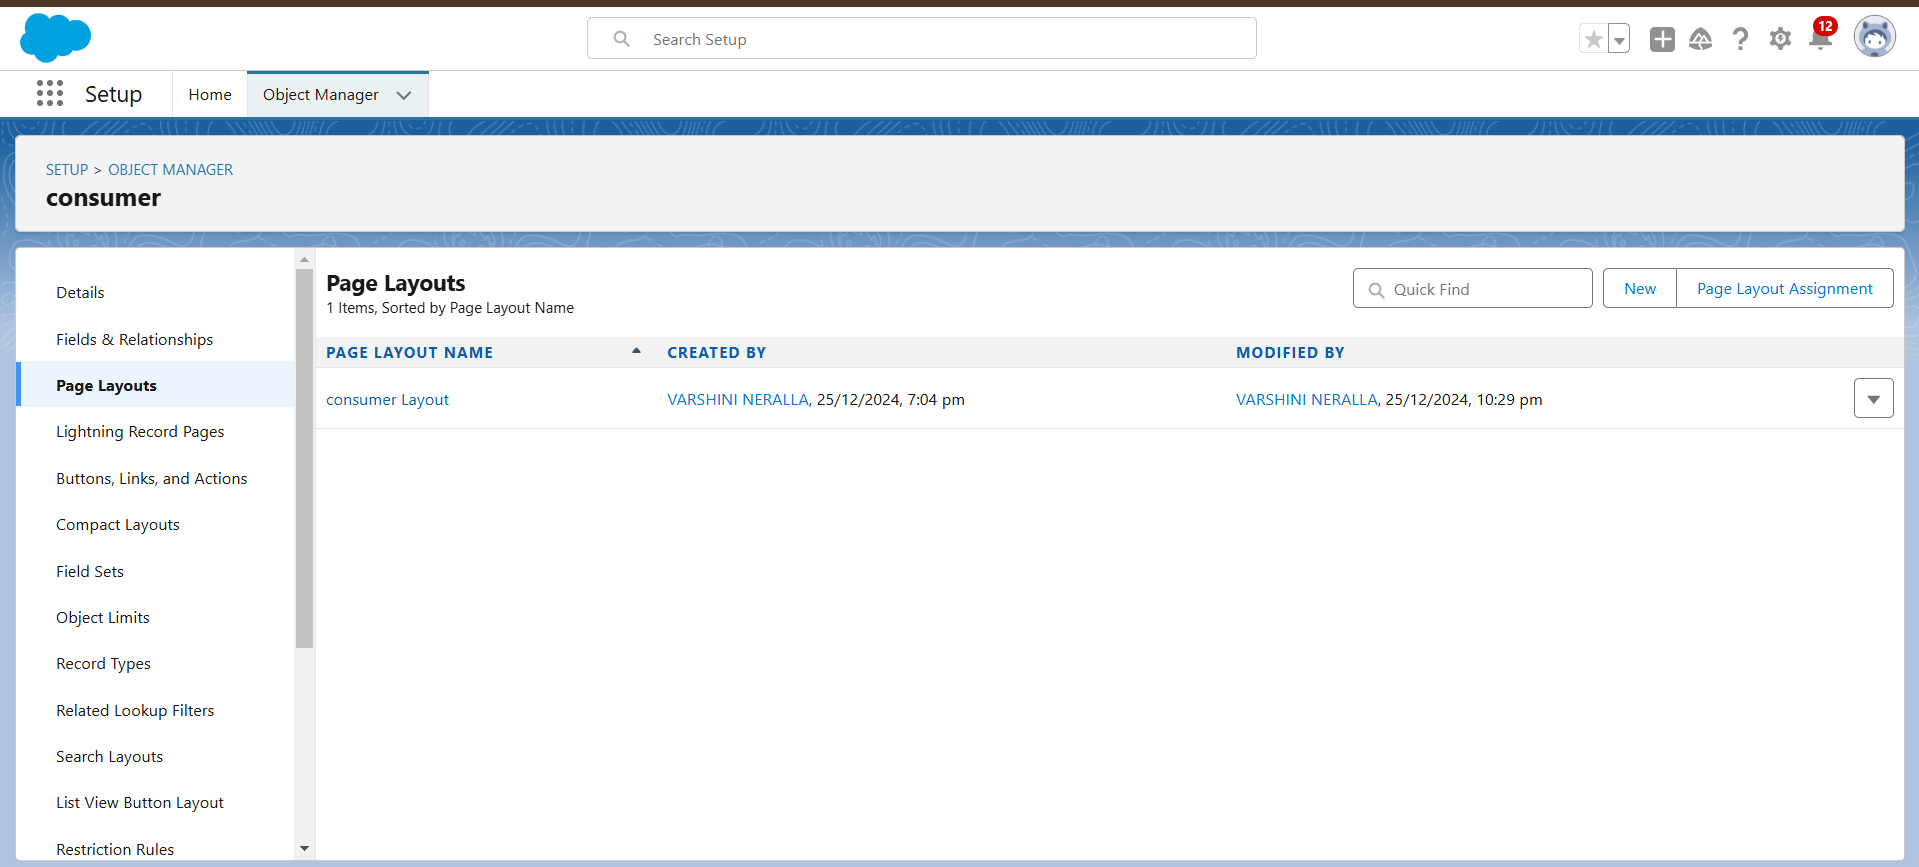 Search Setup
12
Setup
Home
Object Manager
SETUP > OBJECT MANAGER
consumer
Details
Fields & Relationships
Page Layouts
Lightning Record Pages
Buttons, Links, and Actions
Compact Layouts
Field Sets
Object Limits
Record Types
Related Lookup Filters
Search Layouts
List View Button Layout
Restriction Rules
Page Layouts
1 Items, Sorted by Page Layout Name
Quick Find
New
Page Layout Assignment
PAGE LAYOUT NAME CREATED BY MODIFIED BY
consumer Layout VARSHINI NERALLA, 25/12/2024, 7:04 pm VARSHINI NERALLA, 25/12/2024, 10:29 pm